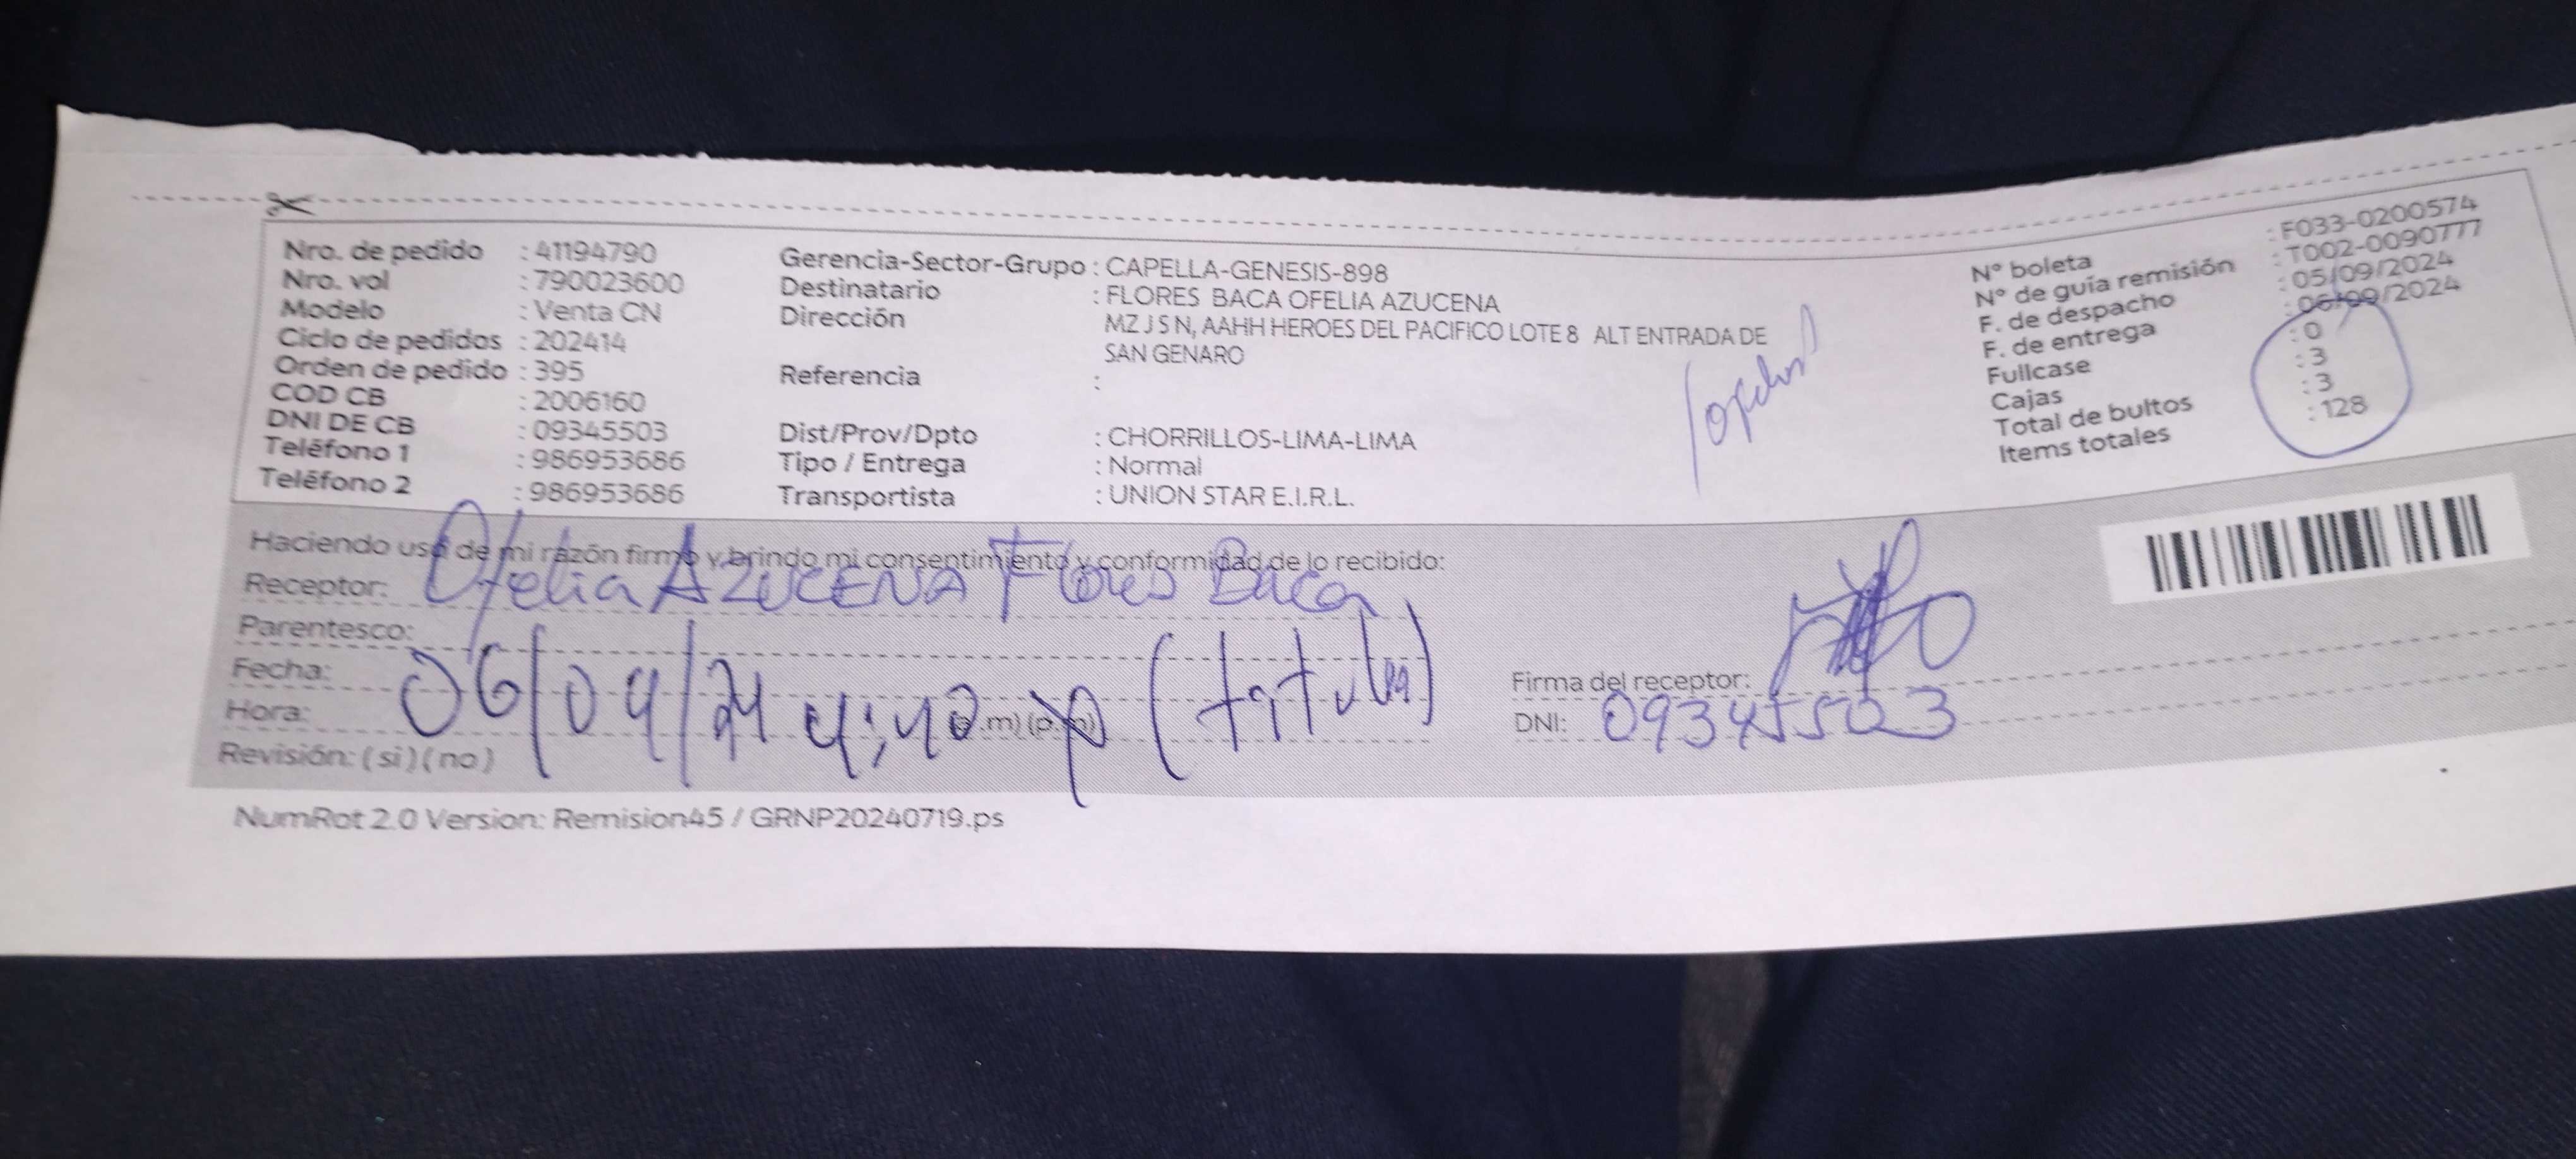 Nro. de pedido : 41194790
Nro. vol : 790023600
Modelo : Venta CN
Ciclo de pedidos : 202414
Orden de pedido : 395
COD CB : 2006160
DNI DE CB : 09345503
Teléfono 1 : 986953686
Teléfono 2 : 986953686
Gerencia-Sector-Grupo : CAPELLA-GENESIS-898
Destinatario : FLORES BACA OFELIA AZUCENA
Dirección MZ J S N, AAHH HEROES DEL PACIFICO LOTE 8 ALT ENTRADA DE
SAN GENARO
Referencia :
Dist/Prov/Dpto : CHORRILLOS-LIMA-LIMA
Tipo / Entrega : Normal
Transportista : UNION STAR E.I.R.L.
N° boleta : F033-0200574
N° de guía remisión : T002-0090777
F. de despacho : 05/09/2024
F. de entrega : 06/09/2024
Fullcase : 0
Cajas : 3
Total de bultos : 3
Items totales : 128
Haciendo uso de mi razón firmo y brindo mi consentimiento y conformidad de lo recibido:
Receptor: Ofelia AZUCENA Flores Baca
Parentesco:
Fecha: 06/09/24 4:40 p (titular)
Hora: (a.m) (p.m)
Revisión: (si) (no)
Firma del receptor:
DNI: 09345503
NumRot 2.0 Version: Remision45 / GRNP20240719.ps